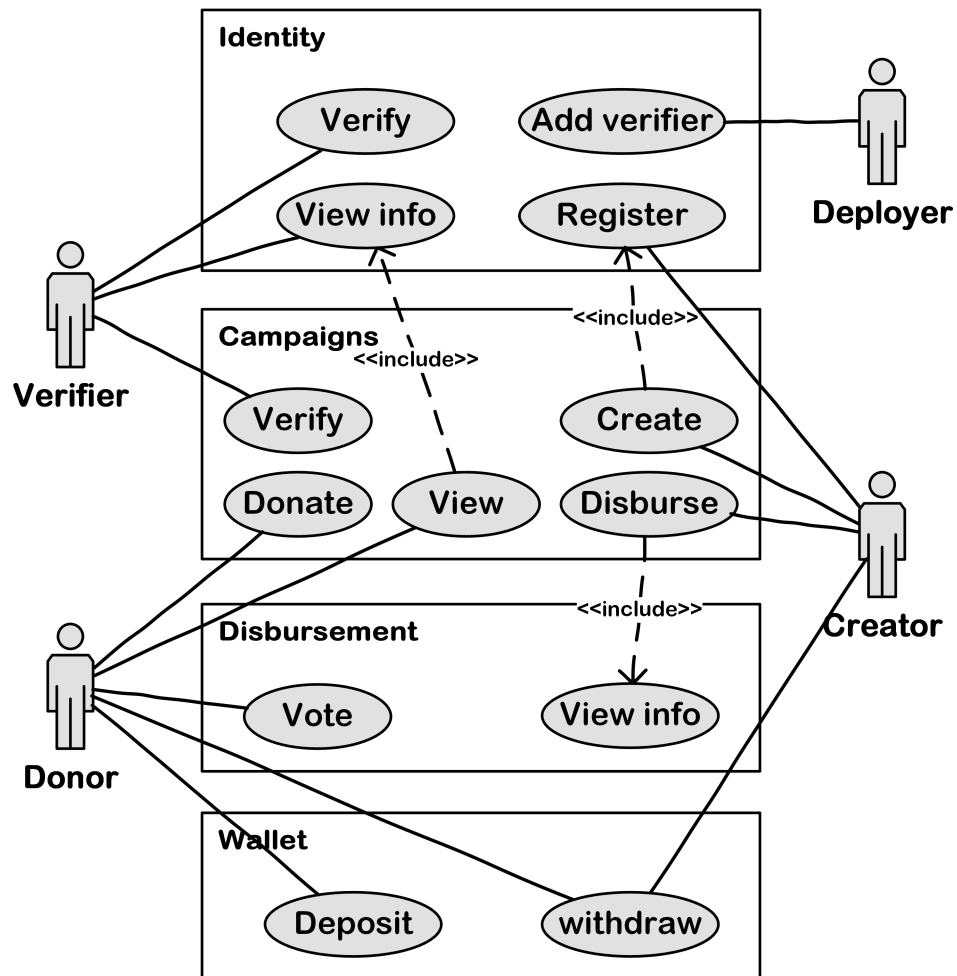 Identity
Verify
Add verifier
View info
Register
Deployer
Verifier
<<include>>
Campaigns
<<include>>
Verify
Create
Donate
View
Disburse
<<include>>
Disbursement
Creator
Vote
View info
Donor
Wallet
Deposit
withdraw